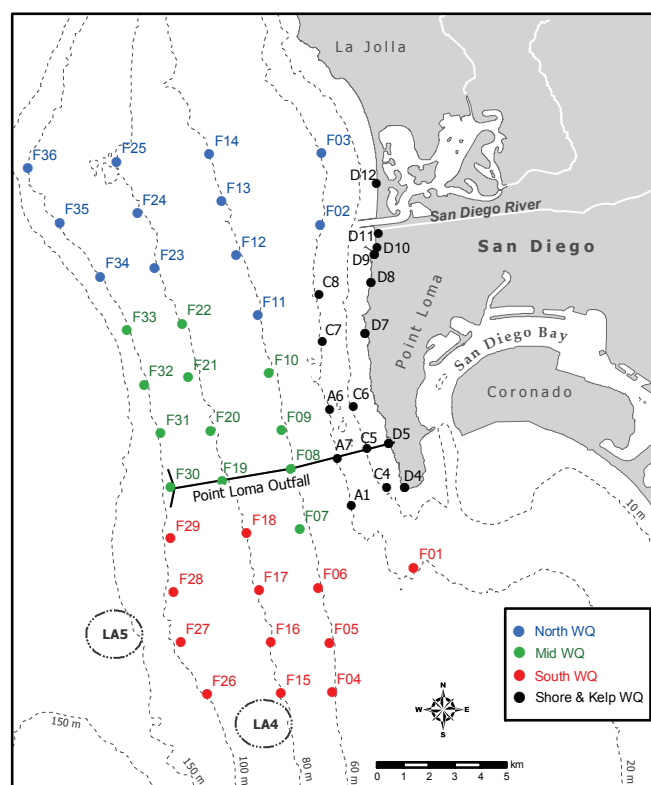 La Jolla
F36
F25
F14
F03
F24
F13
D12
F35
F02
San Diego River
F34
F23
F12
D11
D10
San Diego
D9
C8
D8
F33
F22
F11
C7
D7
Point Loma
San Diego Bay
F32
F21
F10
A6
C6
Coronado
F31
F20
F09
A7
C5
D5
F30
F19
F08
Point Loma Outfall
C4
D4
A1
10 m
F29
F18
F07
F01
F28
F17
F06
LA5
F27
F16
F05
North WQ
Mid WQ
South WQ
Shore & Kelp WQ
F26
F15
F04
LA4
N
W
E
S
150 m
150 m
100 m
80 m
60 m
20 m
km
0 1 2 3 4 5